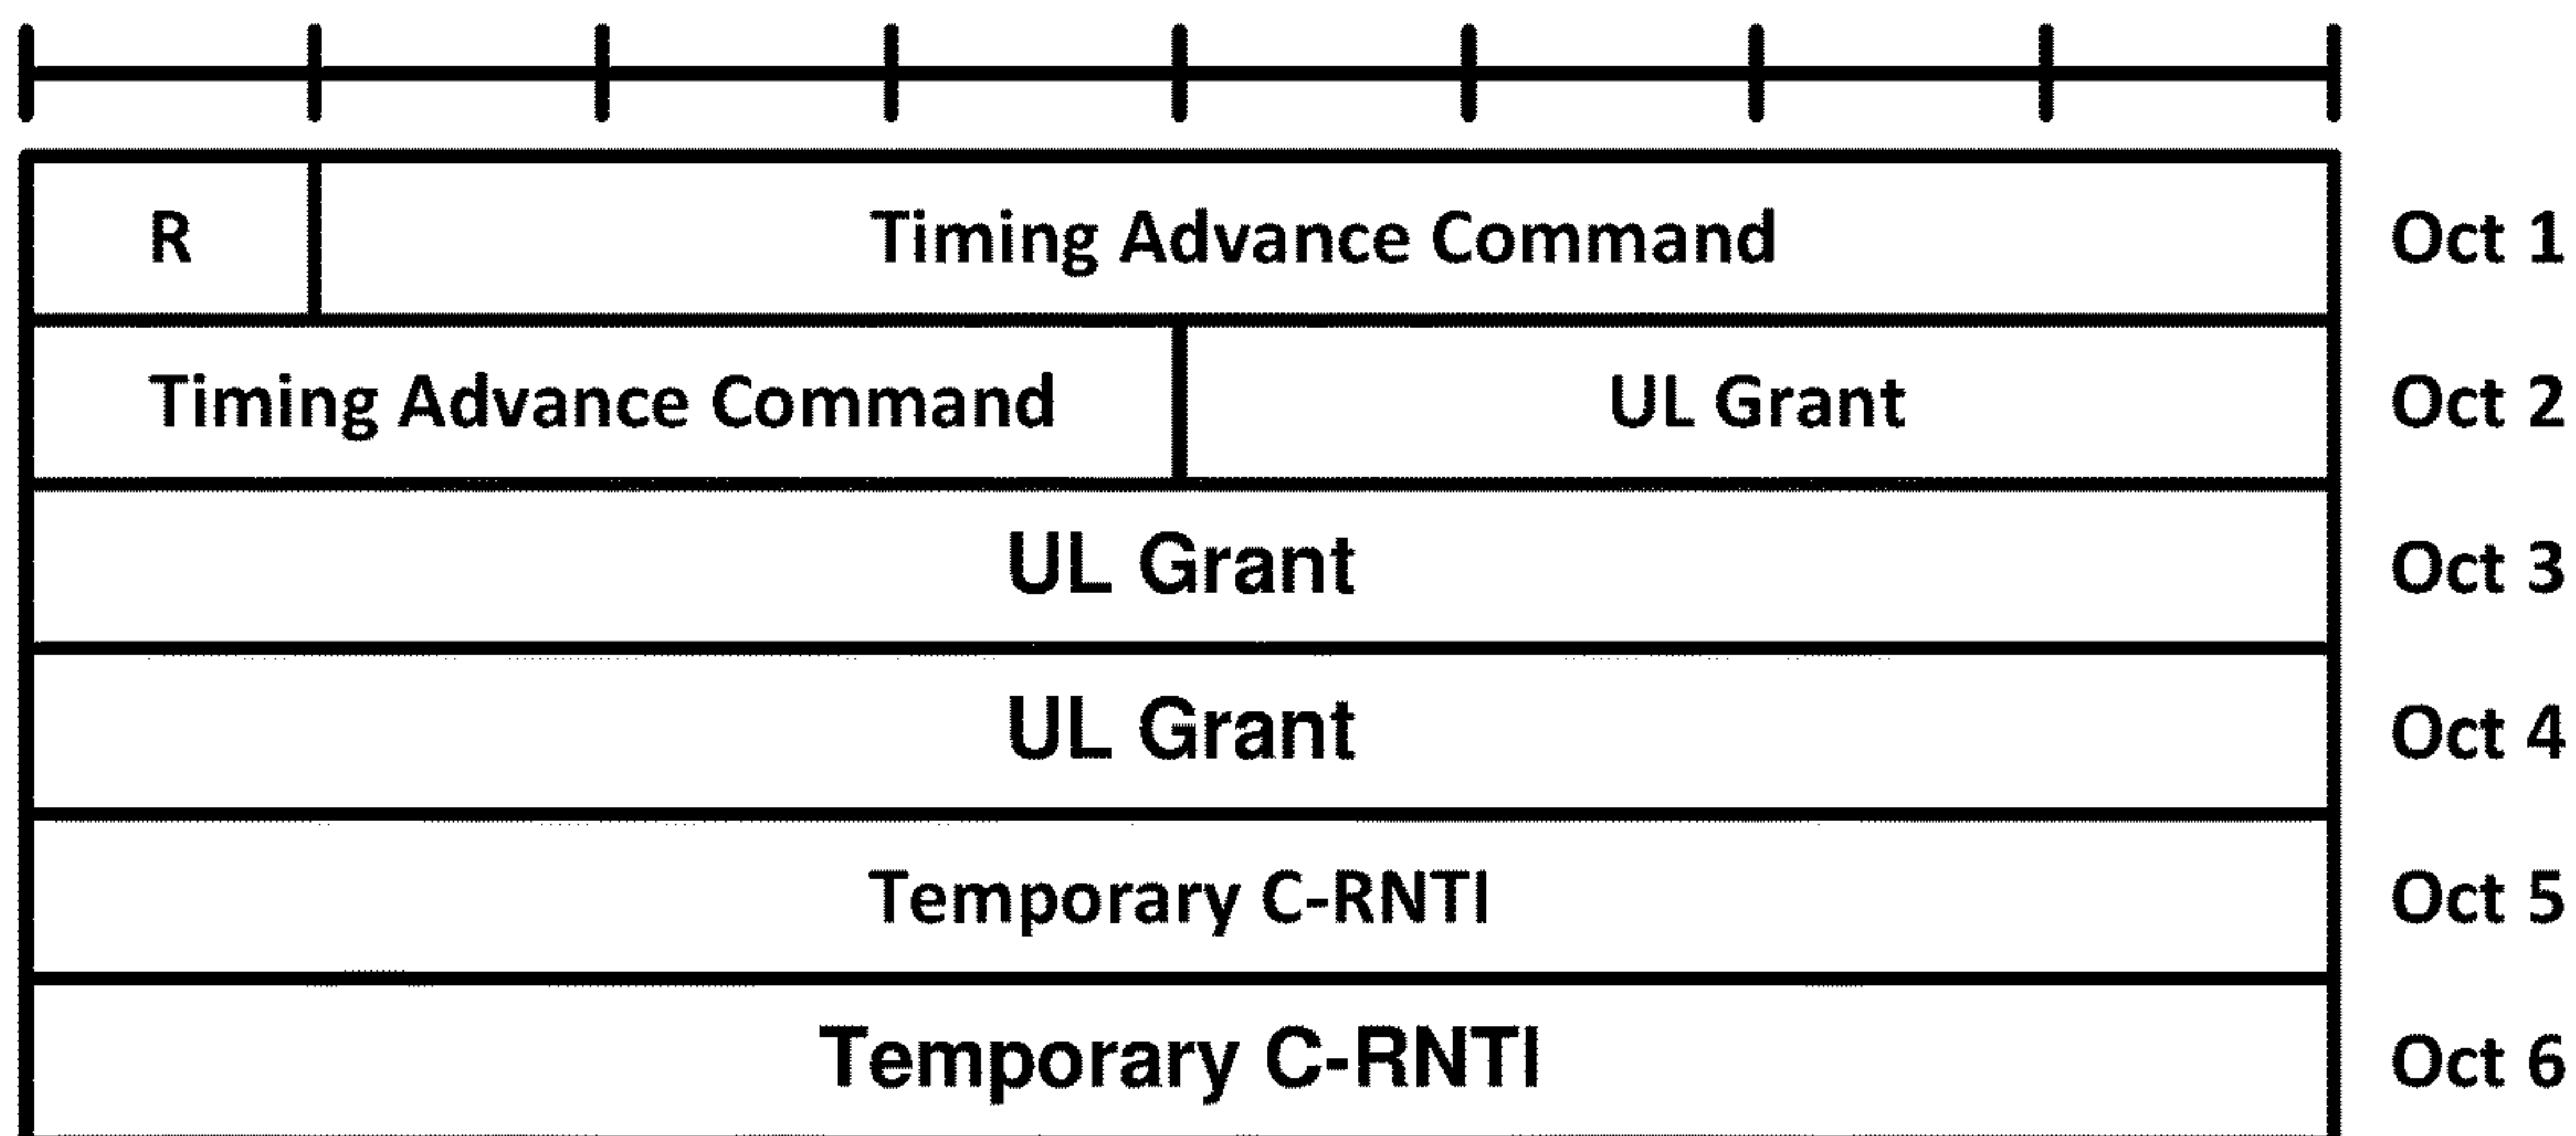 R Timing Advance Command Oct 1
Timing Advance Command UL Grant Oct 2
UL Grant Oct 3
UL Grant Oct 4
Temporary C-RNTI Oct 5
Temporary C-RNTI Oct 6